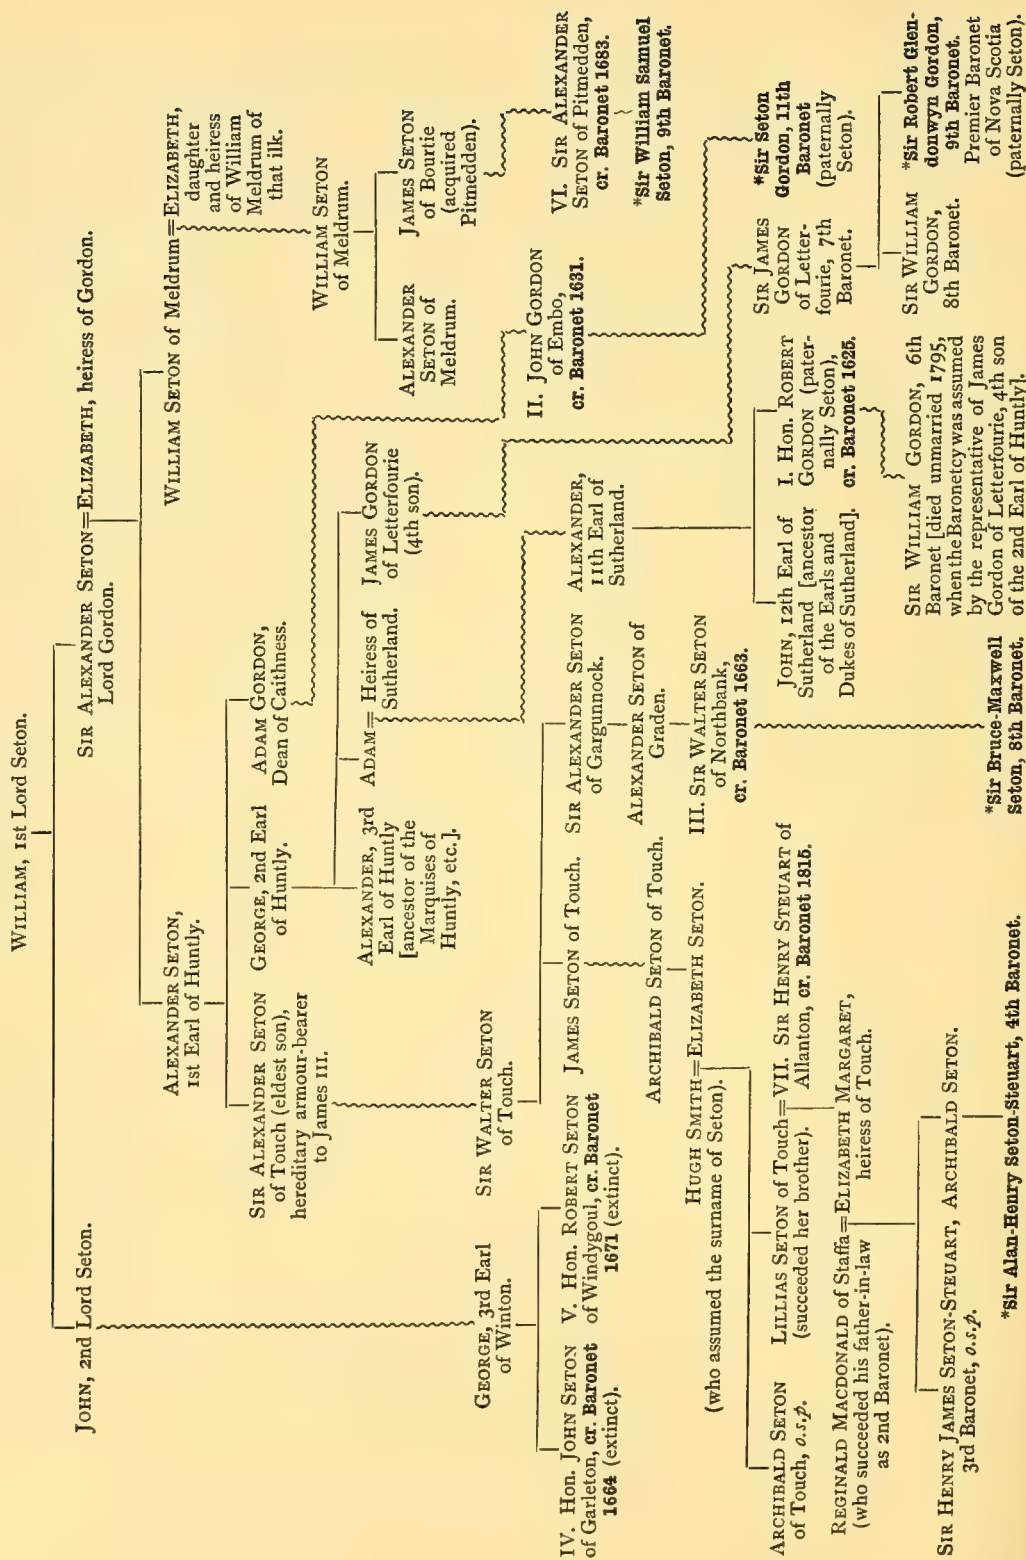 WILLIAM, 1st Lord Seton.
JOHN, 2nd Lord Seton.
SIR ALEXANDER SETON=ELIZABETH, heiress of Gordon.
Lord Gordon.
ALEXANDER SETON,
1st Earl of Huntly.
WILLIAM SETON of Meldrum=ELIZABETH,
daughter
and heiress
of William
Meldrum of
that ilk.
SIR ALEXANDER SETON
of Touch (eldest son),
hereditary armour-bearer
to James III.
GEORGE, 2nd Earl
of Huntly.
ADAM GORDON,
Dean of Caithness.
WILLIAM SETON
of Meldrum.
ALEXANDER, 3rd
Earl of Huntly
[ancestor of the
Marquises of
Huntly, etc.].
ADAM=Heiress of
Sutherland.
JAMES GORDON
of Letterfourie
(4th son).
ALEXANDER
SETON of
Meldrum.
JAMES SETON
of Bourtie
(acquired
Pitmedden).
GEORGE, 3rd Earl
of Winton.
SIR WALTER SETON
of Touch.
IV. Hon. JOHN SETON
of Garleton, cr. Baronet
1664 (extinct).
V. Hon. ROBERT SETON
of Windygoul, cr. Baronet
1671 (extinct).
JAMES SETON of Touch.
SIR ALEXANDER SETON
of Gargunnock.
ALEXANDER,
11th Earl of
Sutherland.
II. JOHN GORDON
of Embo,
cr. Baronet 1631.
VI. SIR ALEXANDER
SETON of Pitmedden,
cr. Baronet 1683.
*Sir William Samuel
Seton, 9th Baronet.
ARCHIBALD SETON of Touch.
ALEXANDER SETON of
Graden.
HUGH SMITH=ELIZABETH SETON.
(who assumed the surname of Seton).
III. SIR WALTER SETON
of Northbank,
cr. Baronet 1663.
JOHN, 12th Earl of
Sutherland [ancestor
of the Earls and
Dukes of Sutherland].
I. Hon. ROBERT
GORDON (pater-
nally Seton),
cr. Baronet 1625.
SIR JAMES
GORDON
of Letter-
fourie, 7th
Baronet.
*Sir Seton
Gordon, 11th
Baronet
(paternally
Seton).
ARCHIBALD SETON
of Touch, o.s.p.
LILLIAS SETON of Touch=VII. SIR HENRY STEUART of
(succeeded her brother). Allanton, cr. Baronet 1815.
REGINALD MACDONALD of Staffa=ELIZABETH MARGARET,
(who succeeded his father-in-law heiress of Touch.
as 2nd Baronet).
SIR WILLIAM GORDON, 6th
Baronet [died unmarried 1795,
when the Baronetcy was assumed
by the representative of James
Gordon of Letterfourie, 4th son
of the 2nd Earl of Huntly].
SIR WILLIAM
GORDON,
8th Baronet.
*Sir Robert Glen-
donwyn Gordon,
9th Baronet.
Premier Baronet
of Nova Scotia
(paternally Seton).
SIR HENRY JAMES SETON-STEUART,
3rd Baronet, o.s.p.
ARCHIBALD SETON.
*Sir Alan-Henry Seton-Steuart, 4th Baronet.
*Sir Bruce-Maxwell
Seton, 8th Baronet.